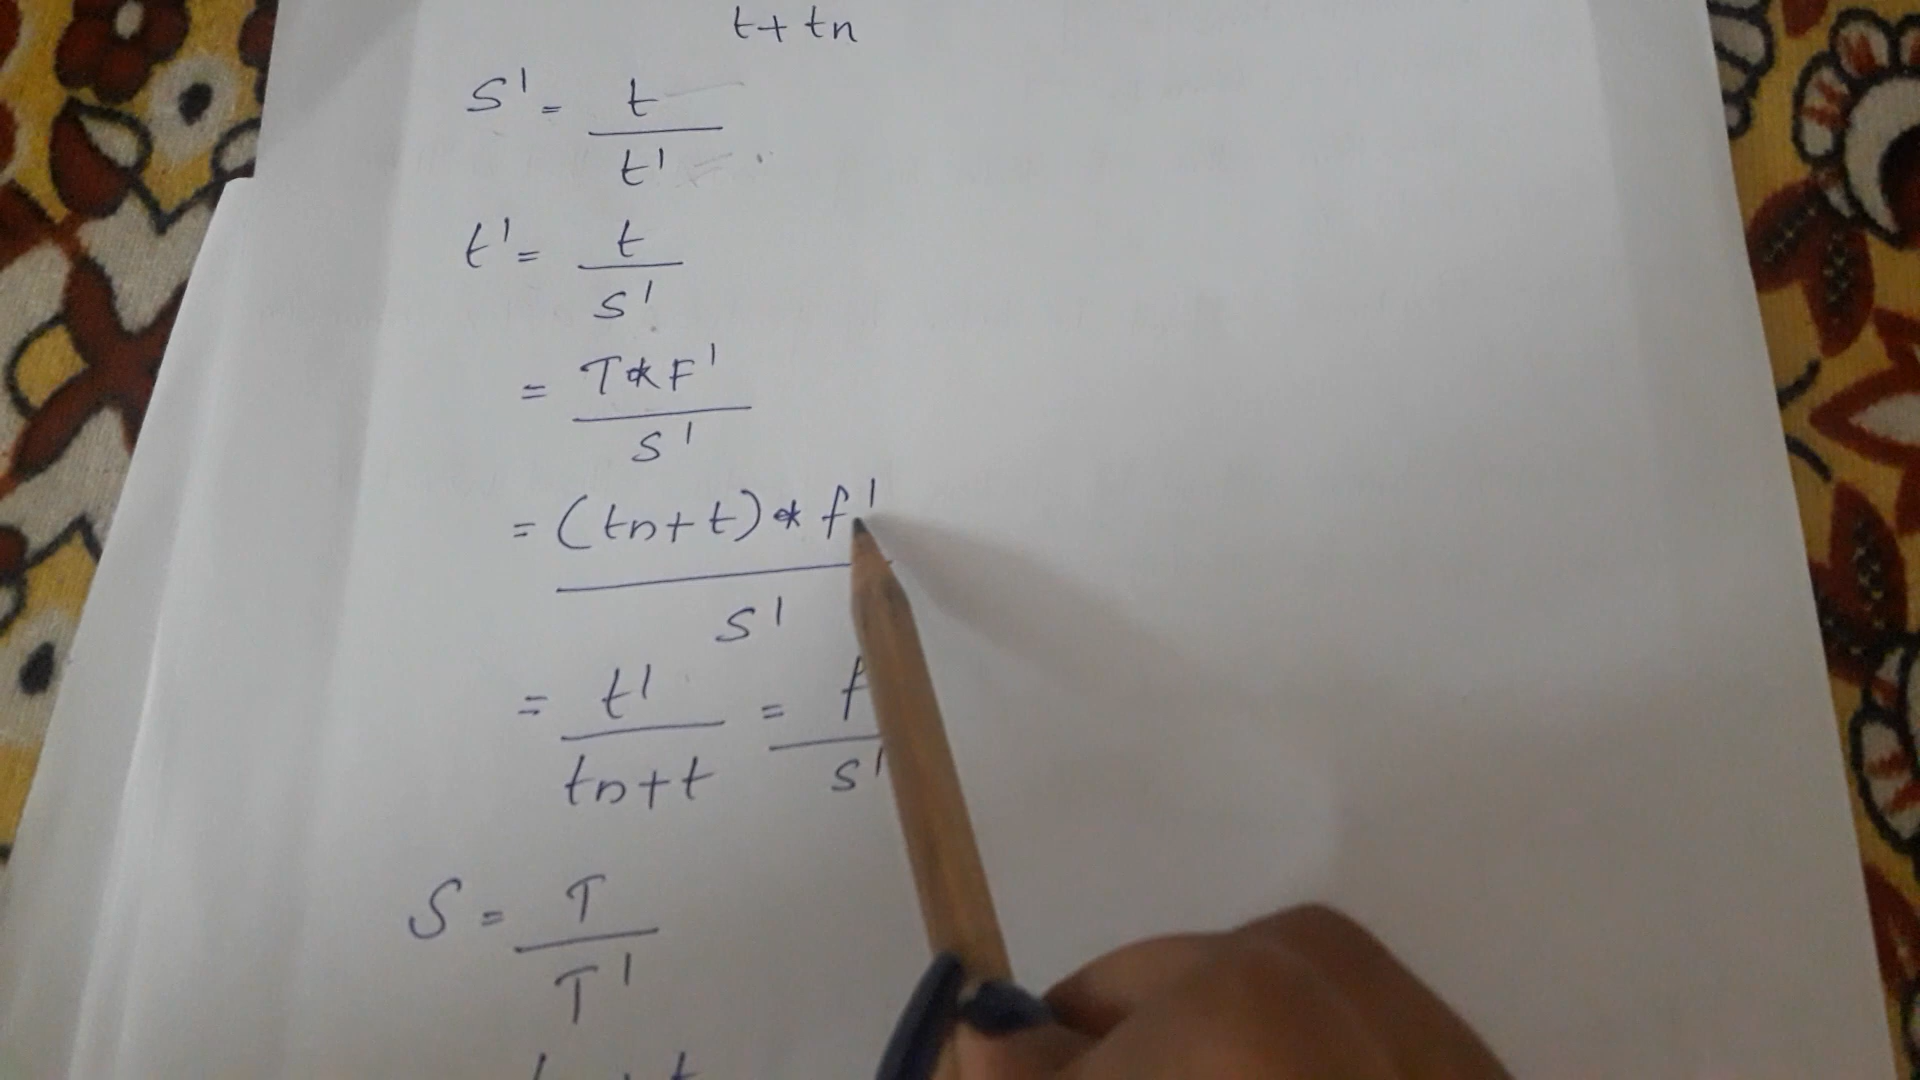 t + tn
S' = t
t'
t' = t
S'
= T * F'
S'
= (tn + t) * f'
S'
= t' = f
tn + t S'
S = T
T'